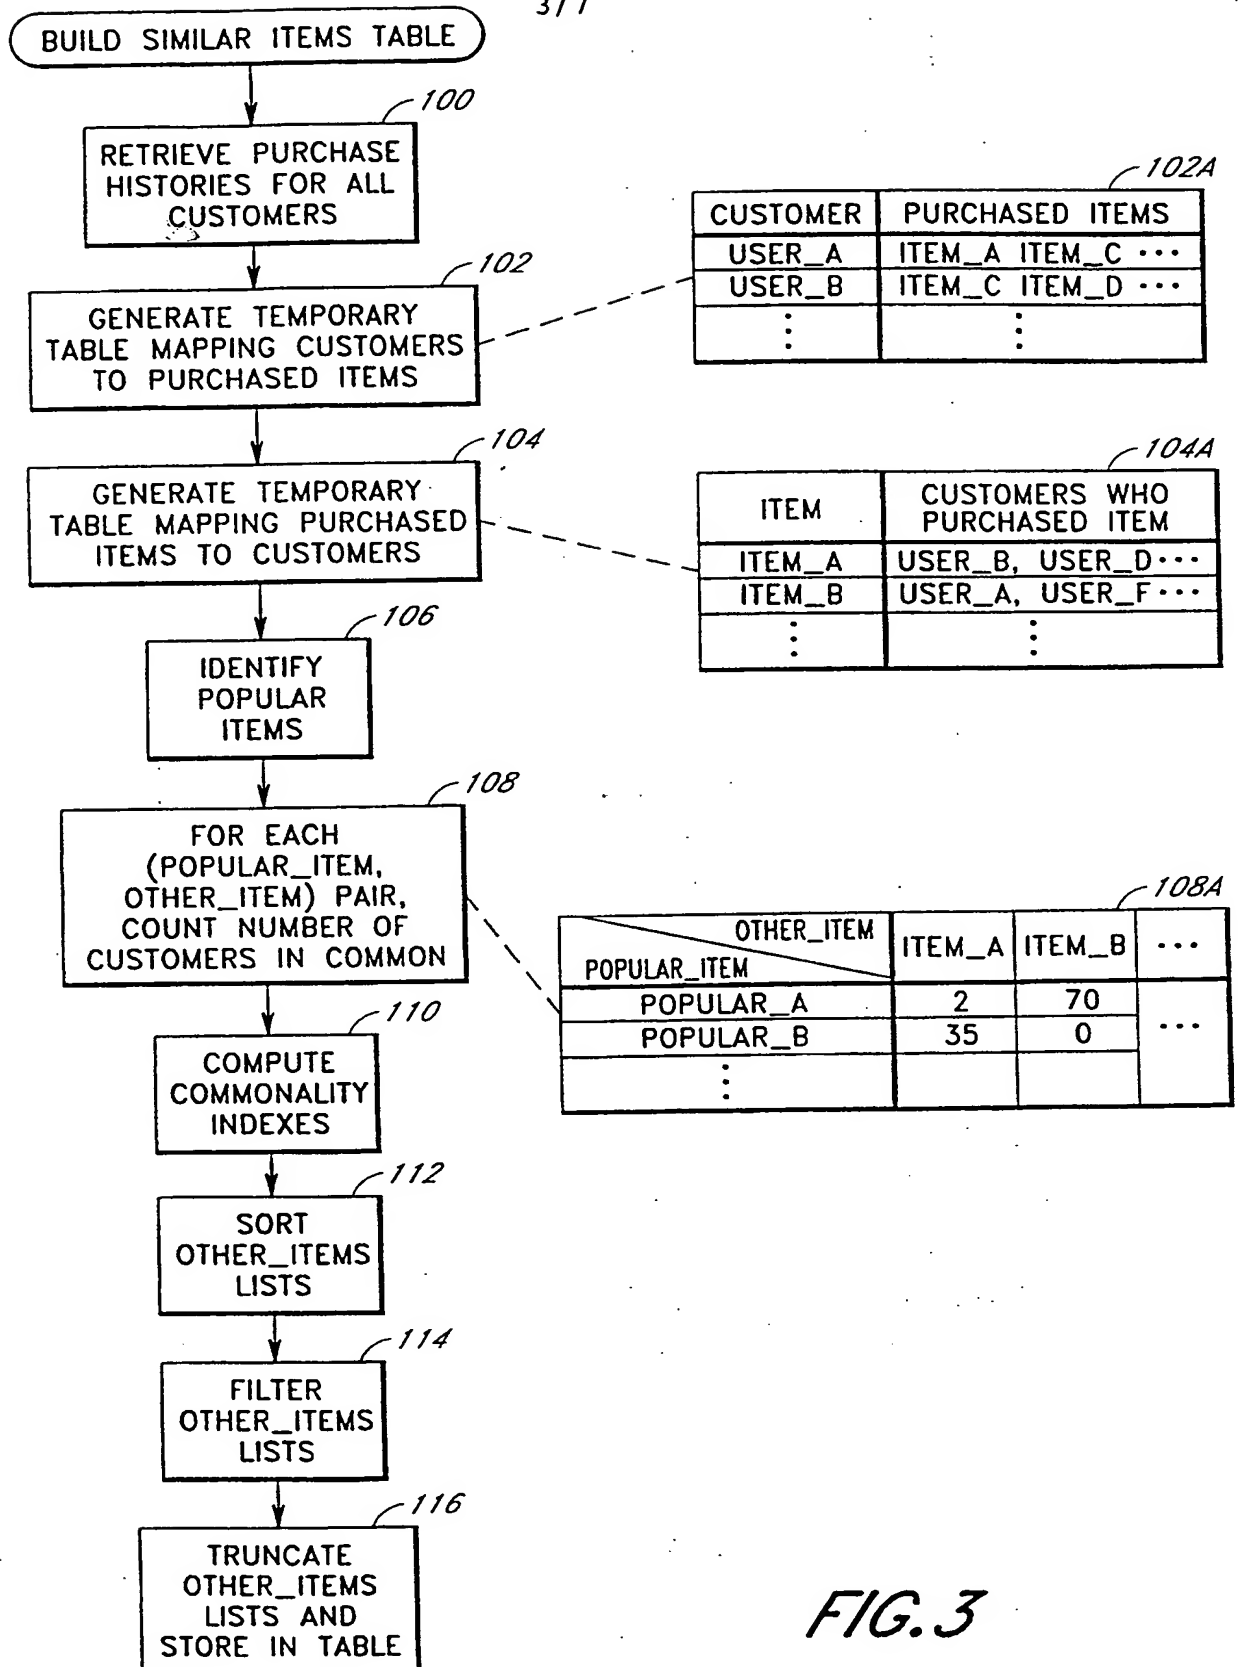 3/7
BUILD SIMILAR ITEMS TABLE
100
RETRIEVE PURCHASE
HISTORIES FOR ALL
CUSTOMERS
102
GENERATE TEMPORARY
TABLE MAPPING CUSTOMERS
TO PURCHASED ITEMS
102A
CUSTOMER PURCHASED ITEMS
USER_A ITEM_A ITEM_C ···
USER_B ITEM_C ITEM_D ···
104
GENERATE TEMPORARY
TABLE MAPPING PURCHASED
ITEMS TO CUSTOMERS
104A
ITEM CUSTOMERS WHO
PURCHASED ITEM
ITEM_A USER_B, USER_D···
ITEM_B USER_A, USER_F···
106
IDENTIFY
POPULAR
ITEMS
108
FOR EACH
(POPULAR_ITEM,
OTHER_ITEM) PAIR,
COUNT NUMBER OF
CUSTOMERS IN COMMON
108A
OTHER_ITEM ITEM_A ITEM_B ···
POPULAR_ITEM
POPULAR_A 2 70
POPULAR_B 35 0 ···
110
COMPUTE
COMMONALITY
INDEXES
112
SORT
OTHER_ITEMS
LISTS
114
FILTER
OTHER_ITEMS
LISTS
116
TRUNCATE
OTHER_ITEMS
LISTS AND
STORE IN TABLE
FIG.3